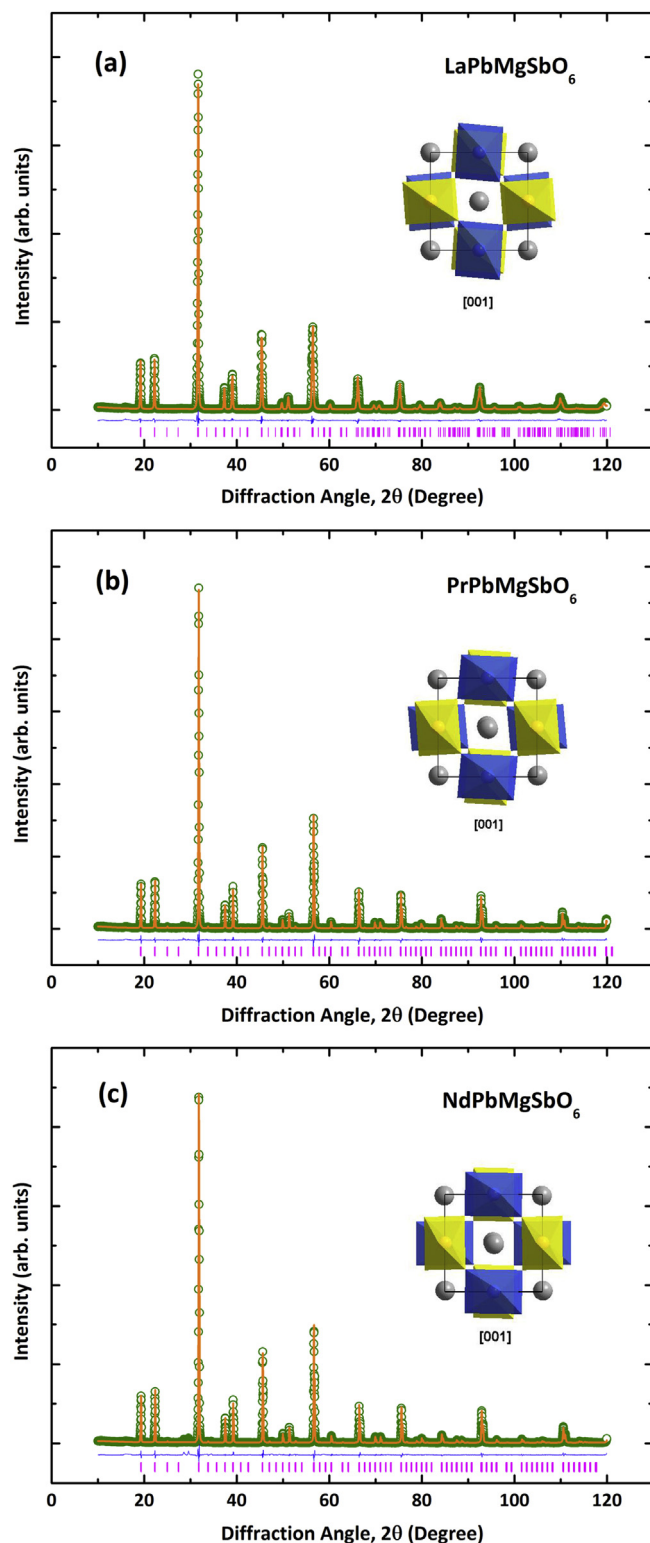 (a)
LaPbMgSbO₆
[001]
Intensity (arb. units)
0 20 40 60 80 100 120
Diffraction Angle, 2θ (Degree)
(b)
PrPbMgSbO₆
[001]
Intensity (arb. units)
0 20 40 60 80 100 120
Diffraction Angle, 2θ (Degree)
(c)
NdPbMgSbO₆
[001]
Intensity (arb. units)
0 20 40 60 80 100 120
Diffraction Angle, 2θ (Degree)